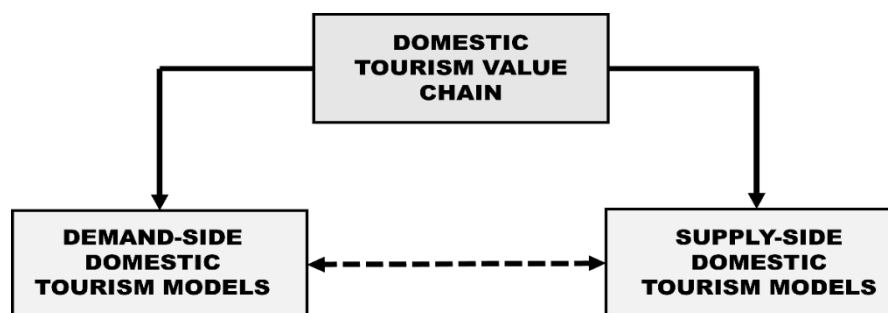 DOMESTIC
TOURISM VALUE
CHAIN
DEMAND-SIDE
DOMESTIC
TOURISM MODELS
SUPPLY-SIDE
DOMESTIC
TOURISM MODELS